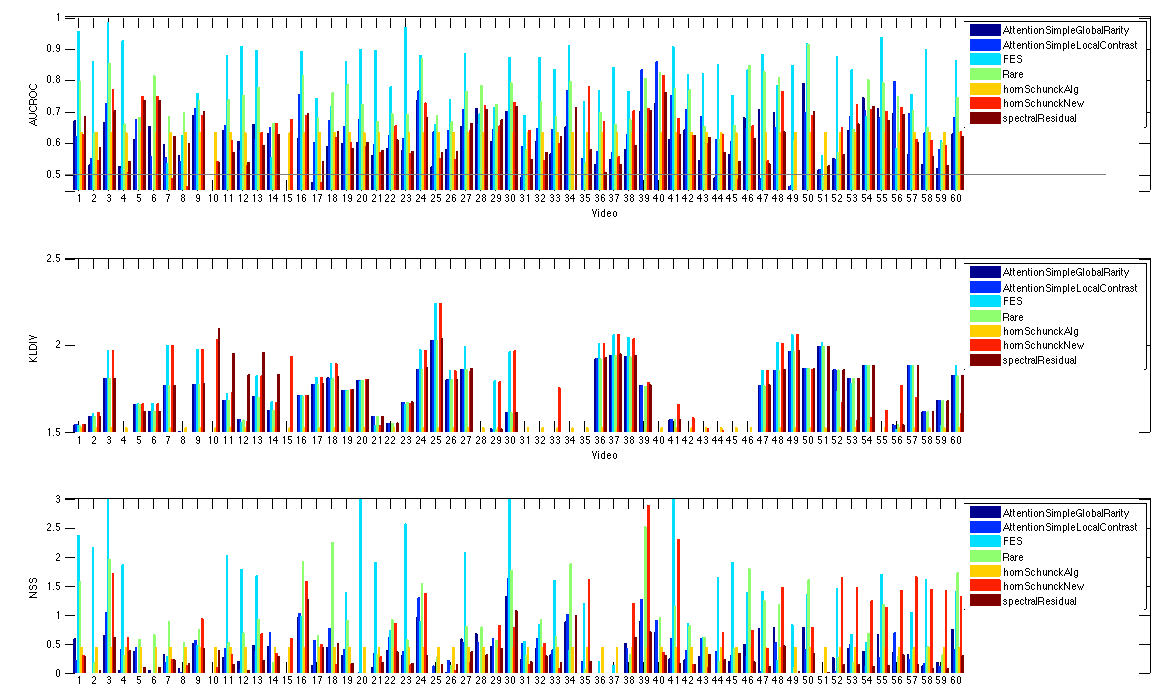 1
0.9
0.8
0.7
0.6
0.5
AUCROC
1 2 3 4 5 6 7 8 9 10 11 12 13 14 15 16 17 18 19 20 21 22 23 24 25 26 27 28 29 30 31 32 33 34 35 36 37 38 39 40 41 42 43 44 45 46 47 48 49 50 51 52 53 54 55 56 57 58 59 60
Video
AttentionSimpleGlobalRarity
AttentionSimpleLocalContrast
FES
Rare
hornSchunckAlg
hornSchunckNew
spectralResidual
2.5
2
1.5
KLDIV
1 2 3 4 5 6 7 8 9 10 11 12 13 14 15 16 17 18 19 20 21 22 23 24 25 26 27 28 29 30 31 32 33 34 35 36 37 38 39 40 41 42 43 44 45 46 47 48 49 50 51 52 53 54 55 56 57 58 59 60
Video
AttentionSimpleGlobalRarity
AttentionSimpleLocalContrast
FES
Rare
hornSchunckAlg
hornSchunckNew
spectralResidual
3
2.5
2
1.5
1
0.5
0
NSS
1 2 3 4 5 6 7 8 9 10 11 12 13 14 15 16 17 18 19 20 21 22 23 24 25 26 27 28 29 30 31 32 33 34 35 36 37 38 39 40 41 42 43 44 45 46 47 48 49 50 51 52 53 54 55 56 57 58 59 60
AttentionSimpleGlobalRarity
AttentionSimpleLocalContrast
FES
Rare
hornSchunckAlg
hornSchunckNew
spectralResidual